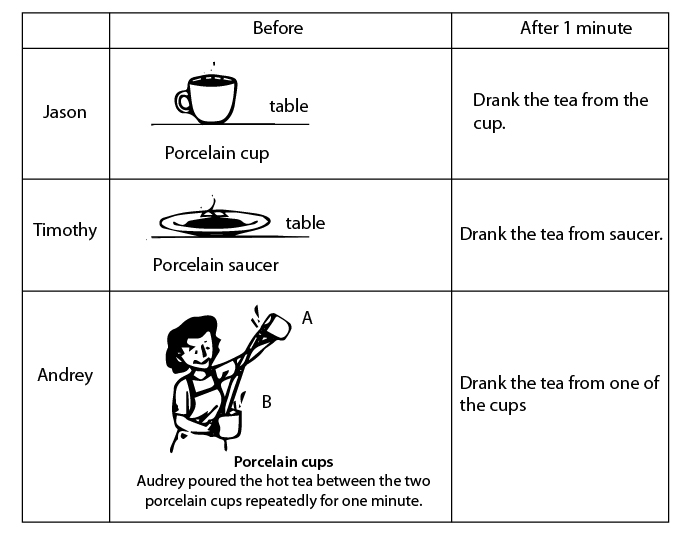 Before
After 1 minute
Jason
table
Porcelain cup
Drank the tea from the
cup.
Timothy
table
Porcelain saucer
Drank the tea from saucer.
Andrey
A
B
Porcelain cups
Audrey poured the hot tea between the two
porcelain cups repeatedly for one minute.
Drank the tea from one of
the cups